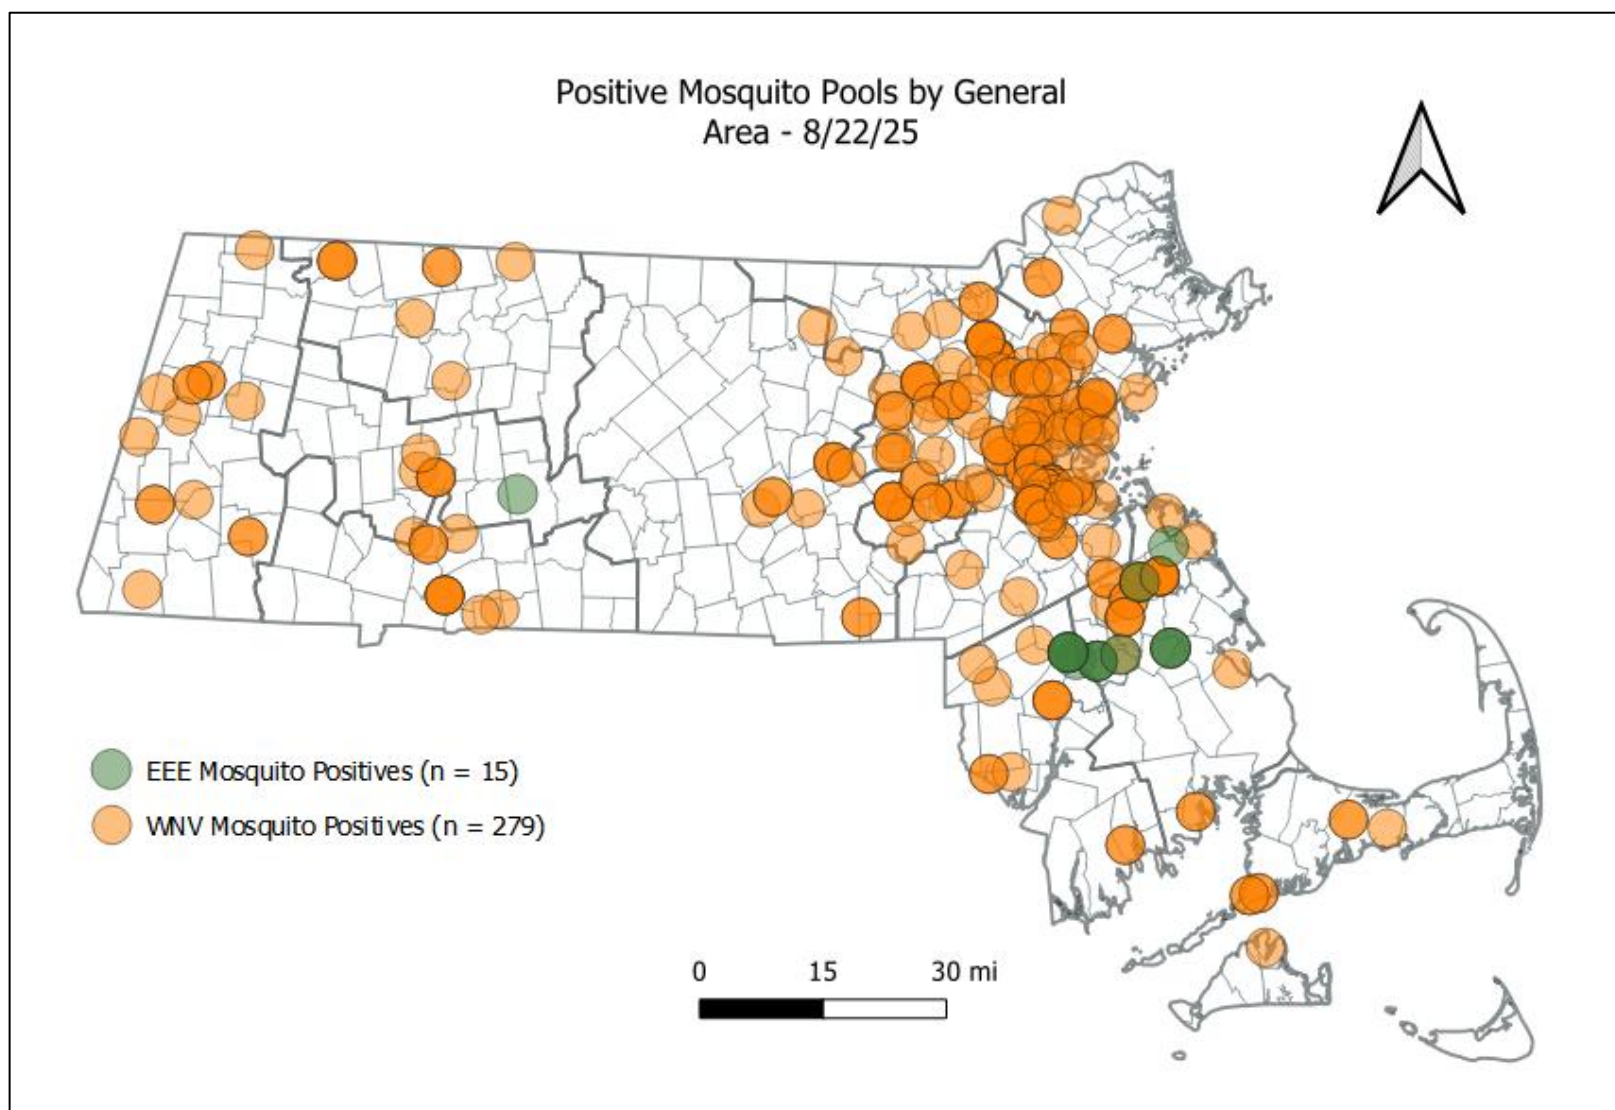 Positive Mosquito Pools by General
Area - 8/22/25
EEE Mosquito Positives (n = 15)
WNV Mosquito Positives (n = 279)
0 15 30 mi